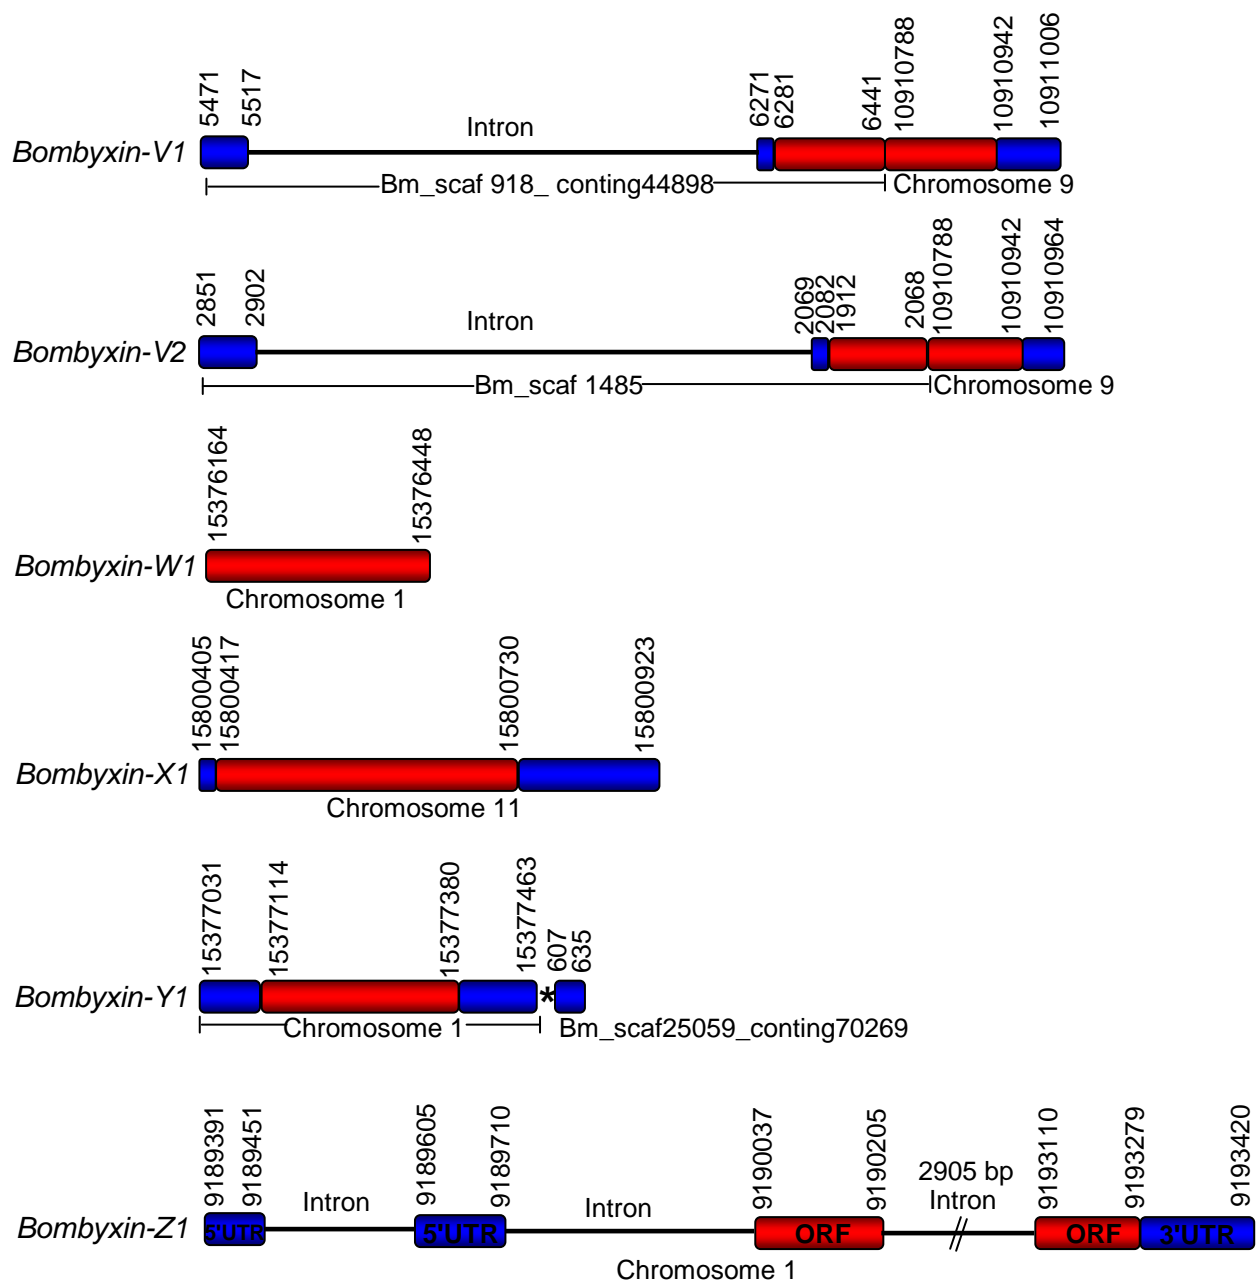 5471 5517 6271 6281 6441 10910788 10910942 10911006
Intron
Bombyxin-V1
Bm_scaf 918_ conting44898 Chromosome 9
2851 2902 2069 2082 1912 2068 10910788 10910942 10910964
Intron
Bombyxin-V2
Bm_scaf 1485 Chromosome 9
15376164 15376448
Bombyxin-W1
Chromosome 1
15800405 15800417 15800730 15800923
Bombyxin-X1
Chromosome 11
15377031 15377114 15377380 15377463 607 635
Bombyxin-Y1 *
Chromosome 1 Bm_scaf25059_conting70269
9189391 9189451 9189605 9189710 9190037 9190205 9193110 9193279 9193420
2905 bp
Intron Intron Intron
Bombyxin-Z1 5'UTR 5'UTR ORF // ORF 3'UTR
Chromosome 1